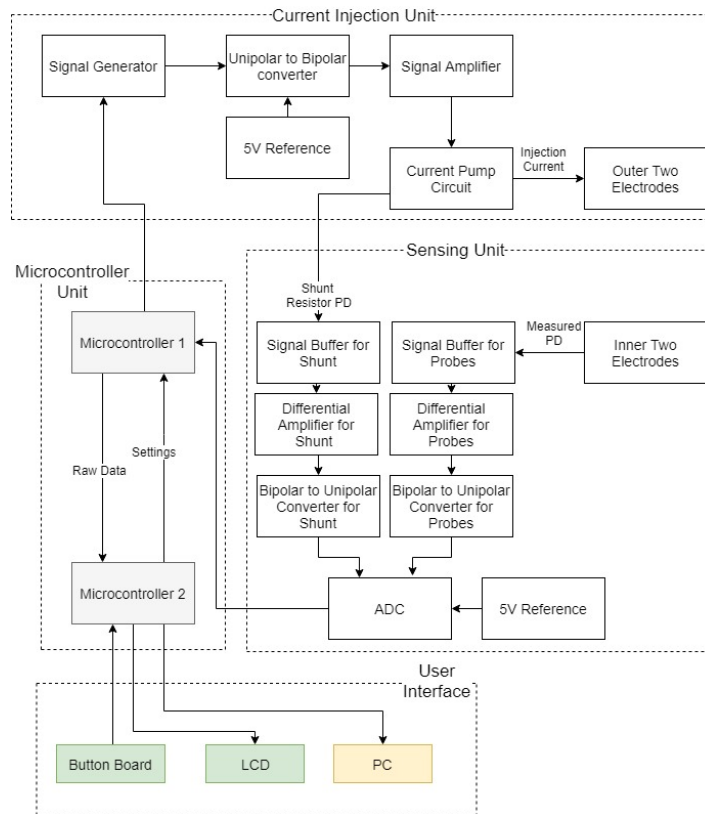 Current Injection Unit
Signal Generator
Unipolar to Bipolar
converter
Signal Amplifier
5V Reference
Current Pump
Circuit
Injection
Current
Outer Two
Electrodes
Sensing Unit
Microcontroller
Unit
Shunt
Resistor PD
Microcontroller 1
Signal Buffer for
Shunt
Signal Buffer for
Probes
Measured
PD
Inner Two
Electrodes
Differential
Amplifier for
Shunt
Differential
Amplifier for
Probes
Settings
Raw Data
Bipolar to Unipolar
Converter for
Shunt
Bipolar to Unipolar
Converter for
Probes
Microcontroller 2
ADC
5V Reference
User
Interface
Button Board
LCD
PC